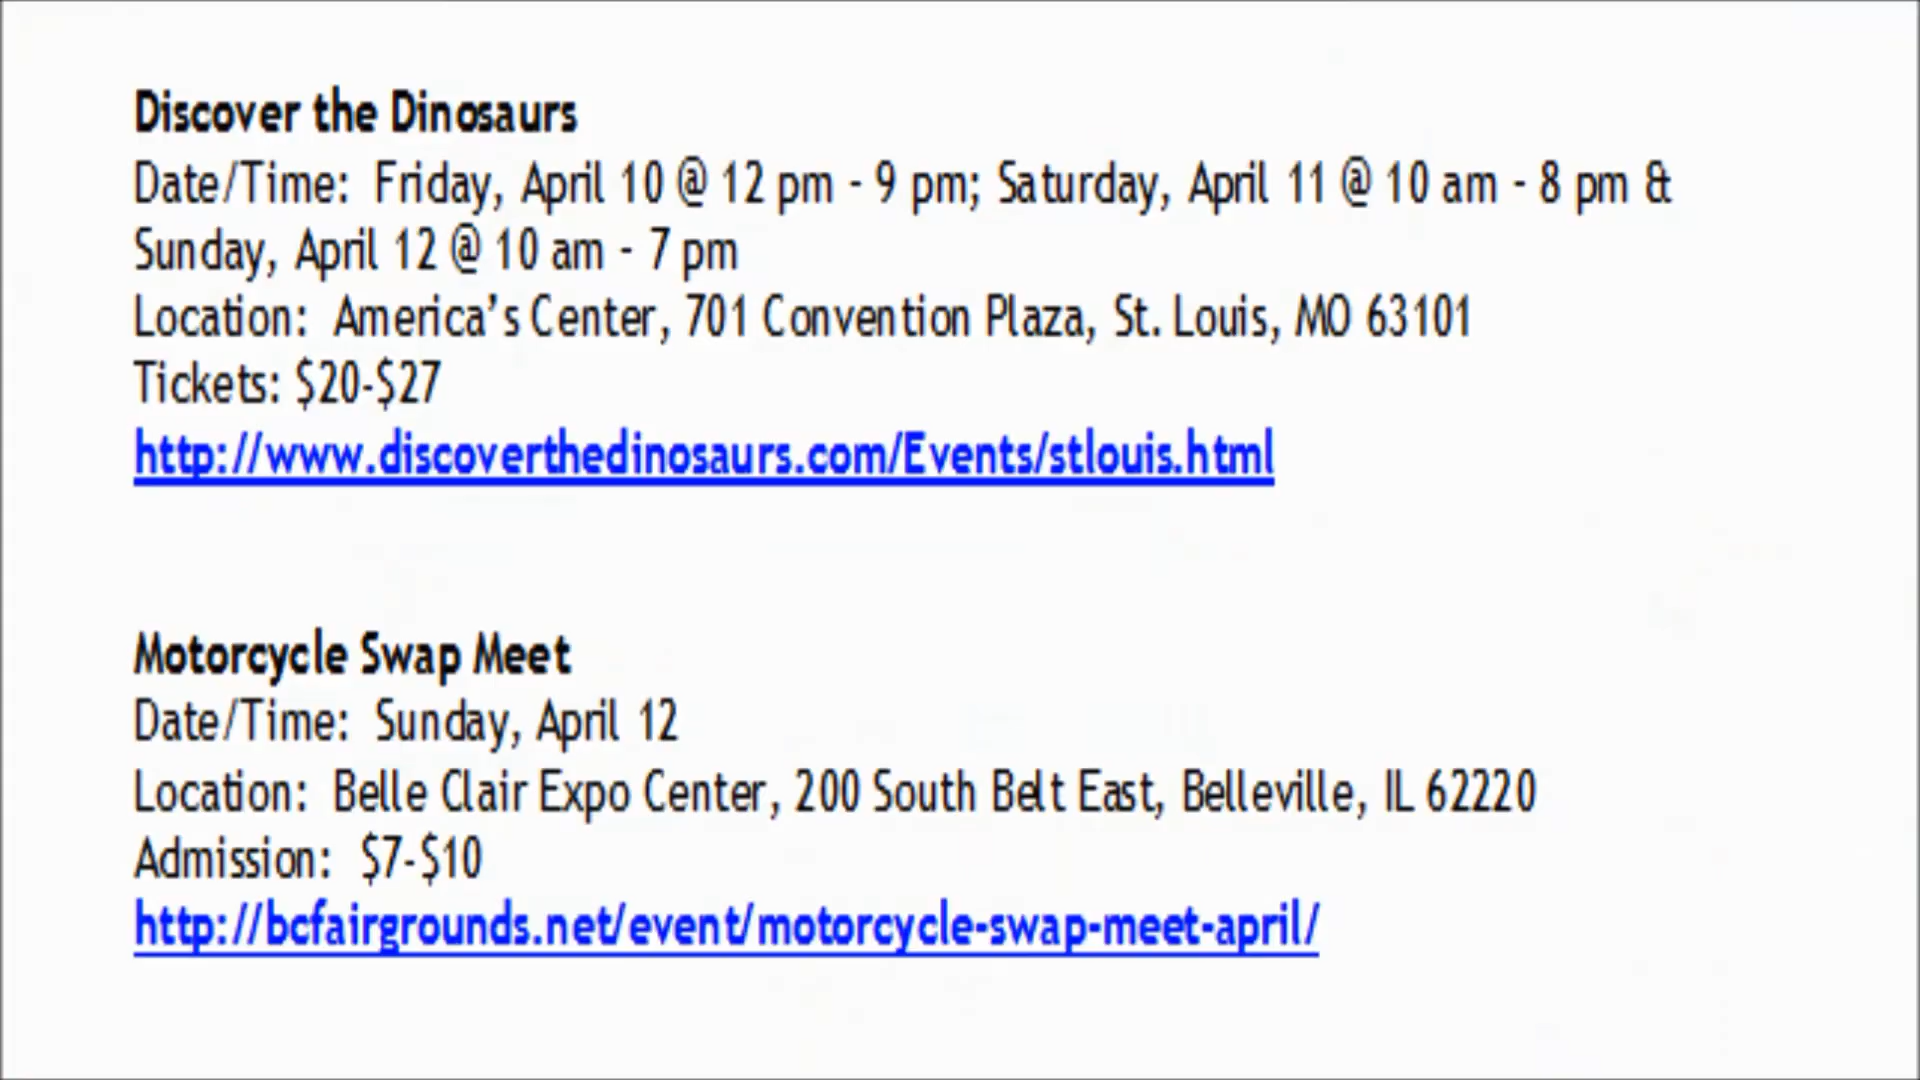 Discover the Dinosaurs
Date/Time:  Friday, April 10 @ 12 pm - 9 pm; Saturday, April 11 @ 10 am - 8 pm &
Sunday, April 12 @ 10 am - 7 pm
Location:  America’s Center, 701 Convention Plaza, St. Louis, MO 63101
Tickets: $20-$27
http://www.discoverthedinosaurs.com/Events/stlouis.html
Motorcycle Swap Meet
Date/Time:  Sunday, April 12
Location:  Belle Clair Expo Center, 200 South Belt East, Belleville, IL 62220
Admission:  $7-$10
http://bcfairgrounds.net/event/motorcycle-swap-meet-april/